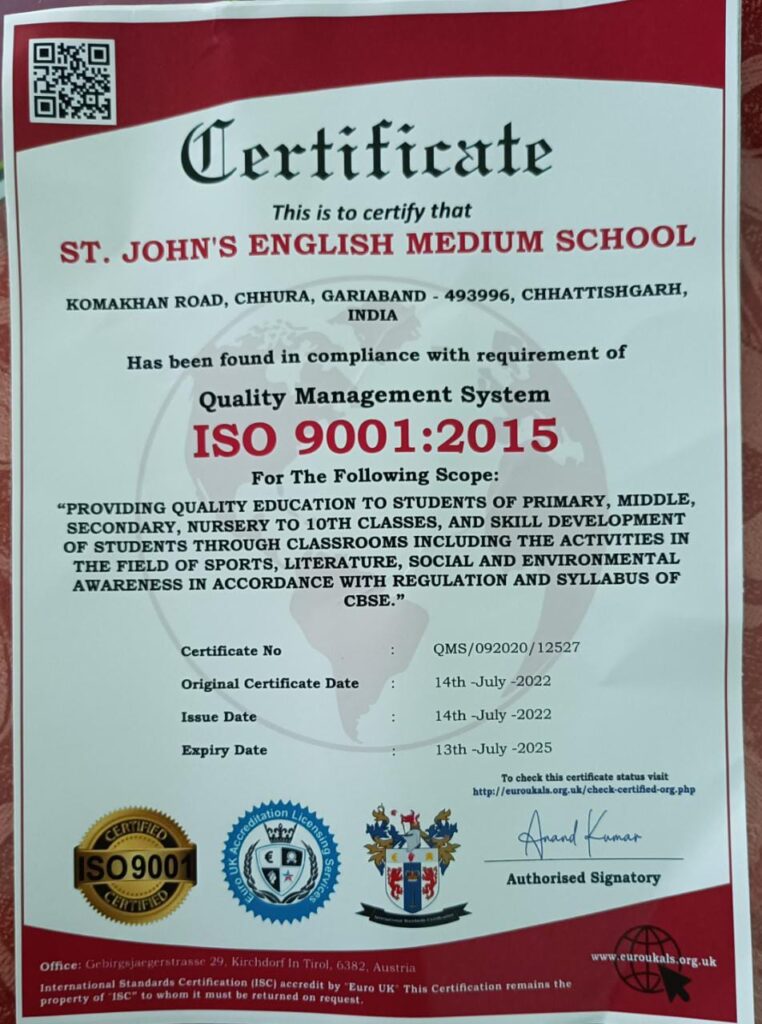 Certificate
This is to certify that
ST. JOHN'S ENGLISH MEDIUM SCHOOL
KOMAKHAN ROAD, CHHURA, GARIABAND - 493996, CHHATTISHGARH,
INDIA
Has been found in compliance with requirement of
Quality Management System
ISO 9001:2015
For The Following Scope:
“PROVIDING QUALITY EDUCATION TO STUDENTS OF PRIMARY, MIDDLE,
SECONDARY, NURSERY TO 10TH CLASSES, AND SKILL DEVELOPMENT
OF STUDENTS THROUGH CLASSROOMS INCLUDING THE ACTIVITIES IN
THE FIELD OF SPORTS, LITERATURE, SOCIAL AND ENVIRONMENTAL
AWARENESS IN ACCORDANCE WITH REGULATION AND SYLLABUS OF
CBSE.”
Certificate No : QMS/092020/12527
Original Certificate Date : 14th -July -2022
Issue Date : 14th -July -2022
Expiry Date : 13th -July -2025
To check this certificate status visit
http://euroukals.org.uk/check-certified-org.php
CERTIFIED
ISO9001
CERTIFIED
Euro UK Accreditation Licensing Services
International Standards Certification
Anand Kumar
Authorised Signatory
Office: Gebirgsjaegerstrasse 29, Kirchdorf In Tirol, 6382, Austria
www.euroukals.org.uk
International Standards Certification (ISC) accredit by "Euro UK" This Certification remains the
property of "ISC" to whom it must be returned on request.